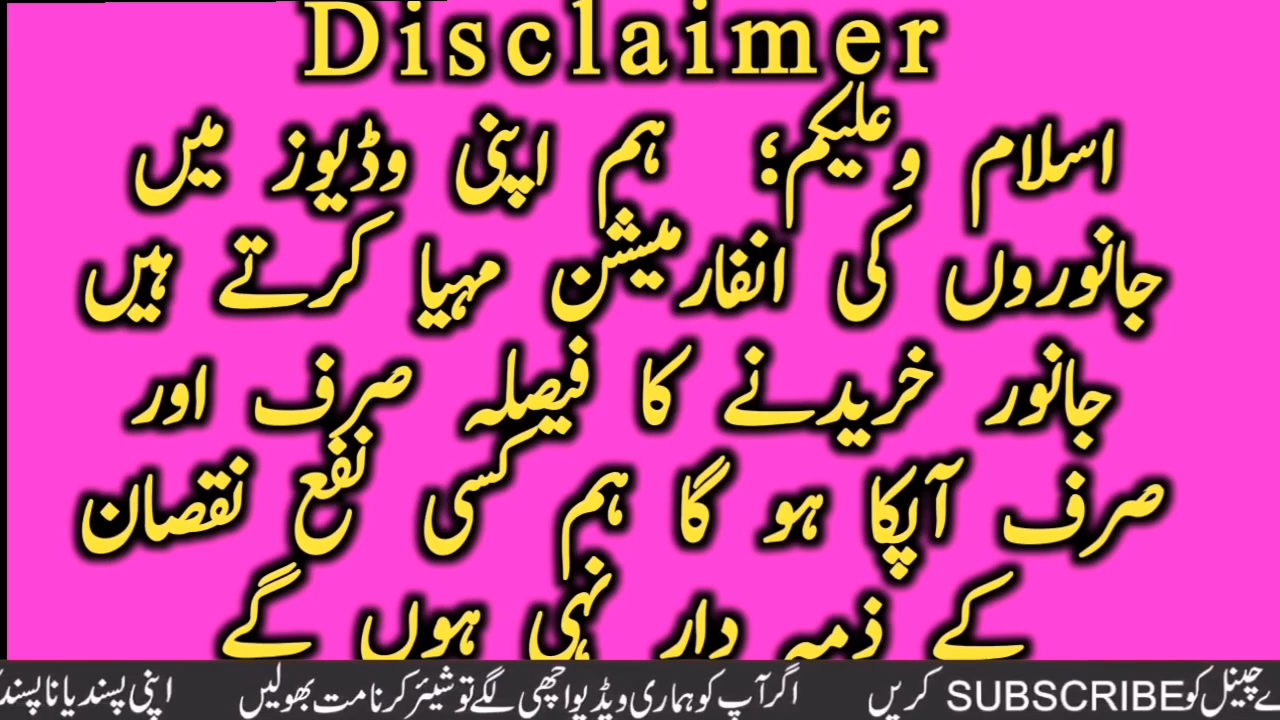 Disclaimer
اسلام وعلیکم؛ ہم اپنی وڈیوز میں
جانوروں کی انفارمیشن مہیا کرتے ہیں
جانور خریدنے کا فیصلہ صرف اور
صرف آپکا ہو گا ہم کسی نفع نقصان
کے ذمہ دار نہی ہوں گے
چینل کو SUBSCRIBE کریں اگر آپ کو ہماری ویڈیو اچھی لگے تو شیئر کرنا مت بھولیں اپنی پسند یا ناپسند